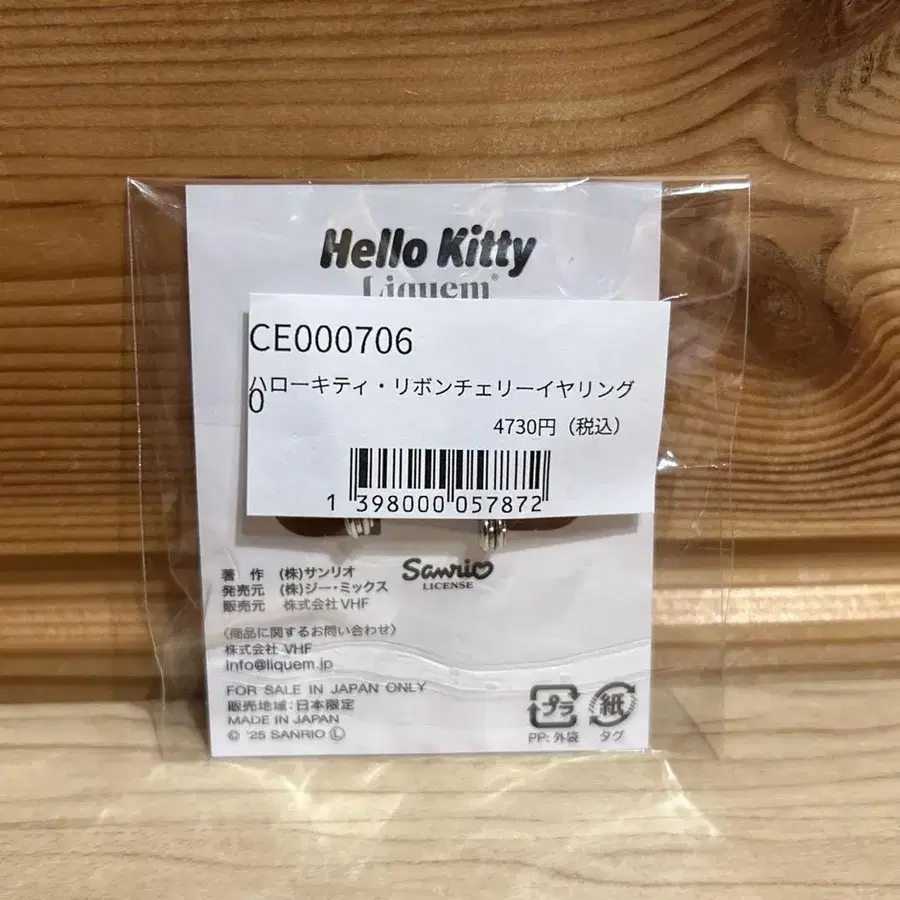 Hello Kitty
Liquem®
CE000706
ハローキティ・リボンチェリーイヤリング
0
4730円（税込）
1 398000 057872
著　作　(株)サンリオ
発売元　(株)ジー・ミックス
販売元　株式会社VHF
Sanrio
LICENSE
〈商品に関するお問い合わせ〉
株式会社 VHF
info@liquem.jp
FOR SALE IN JAPAN ONLY
販売地域:日本限定
MADE IN JAPAN
© '25 SANRIO Ⓛ
プラ
PP: 外袋
紙
タグ